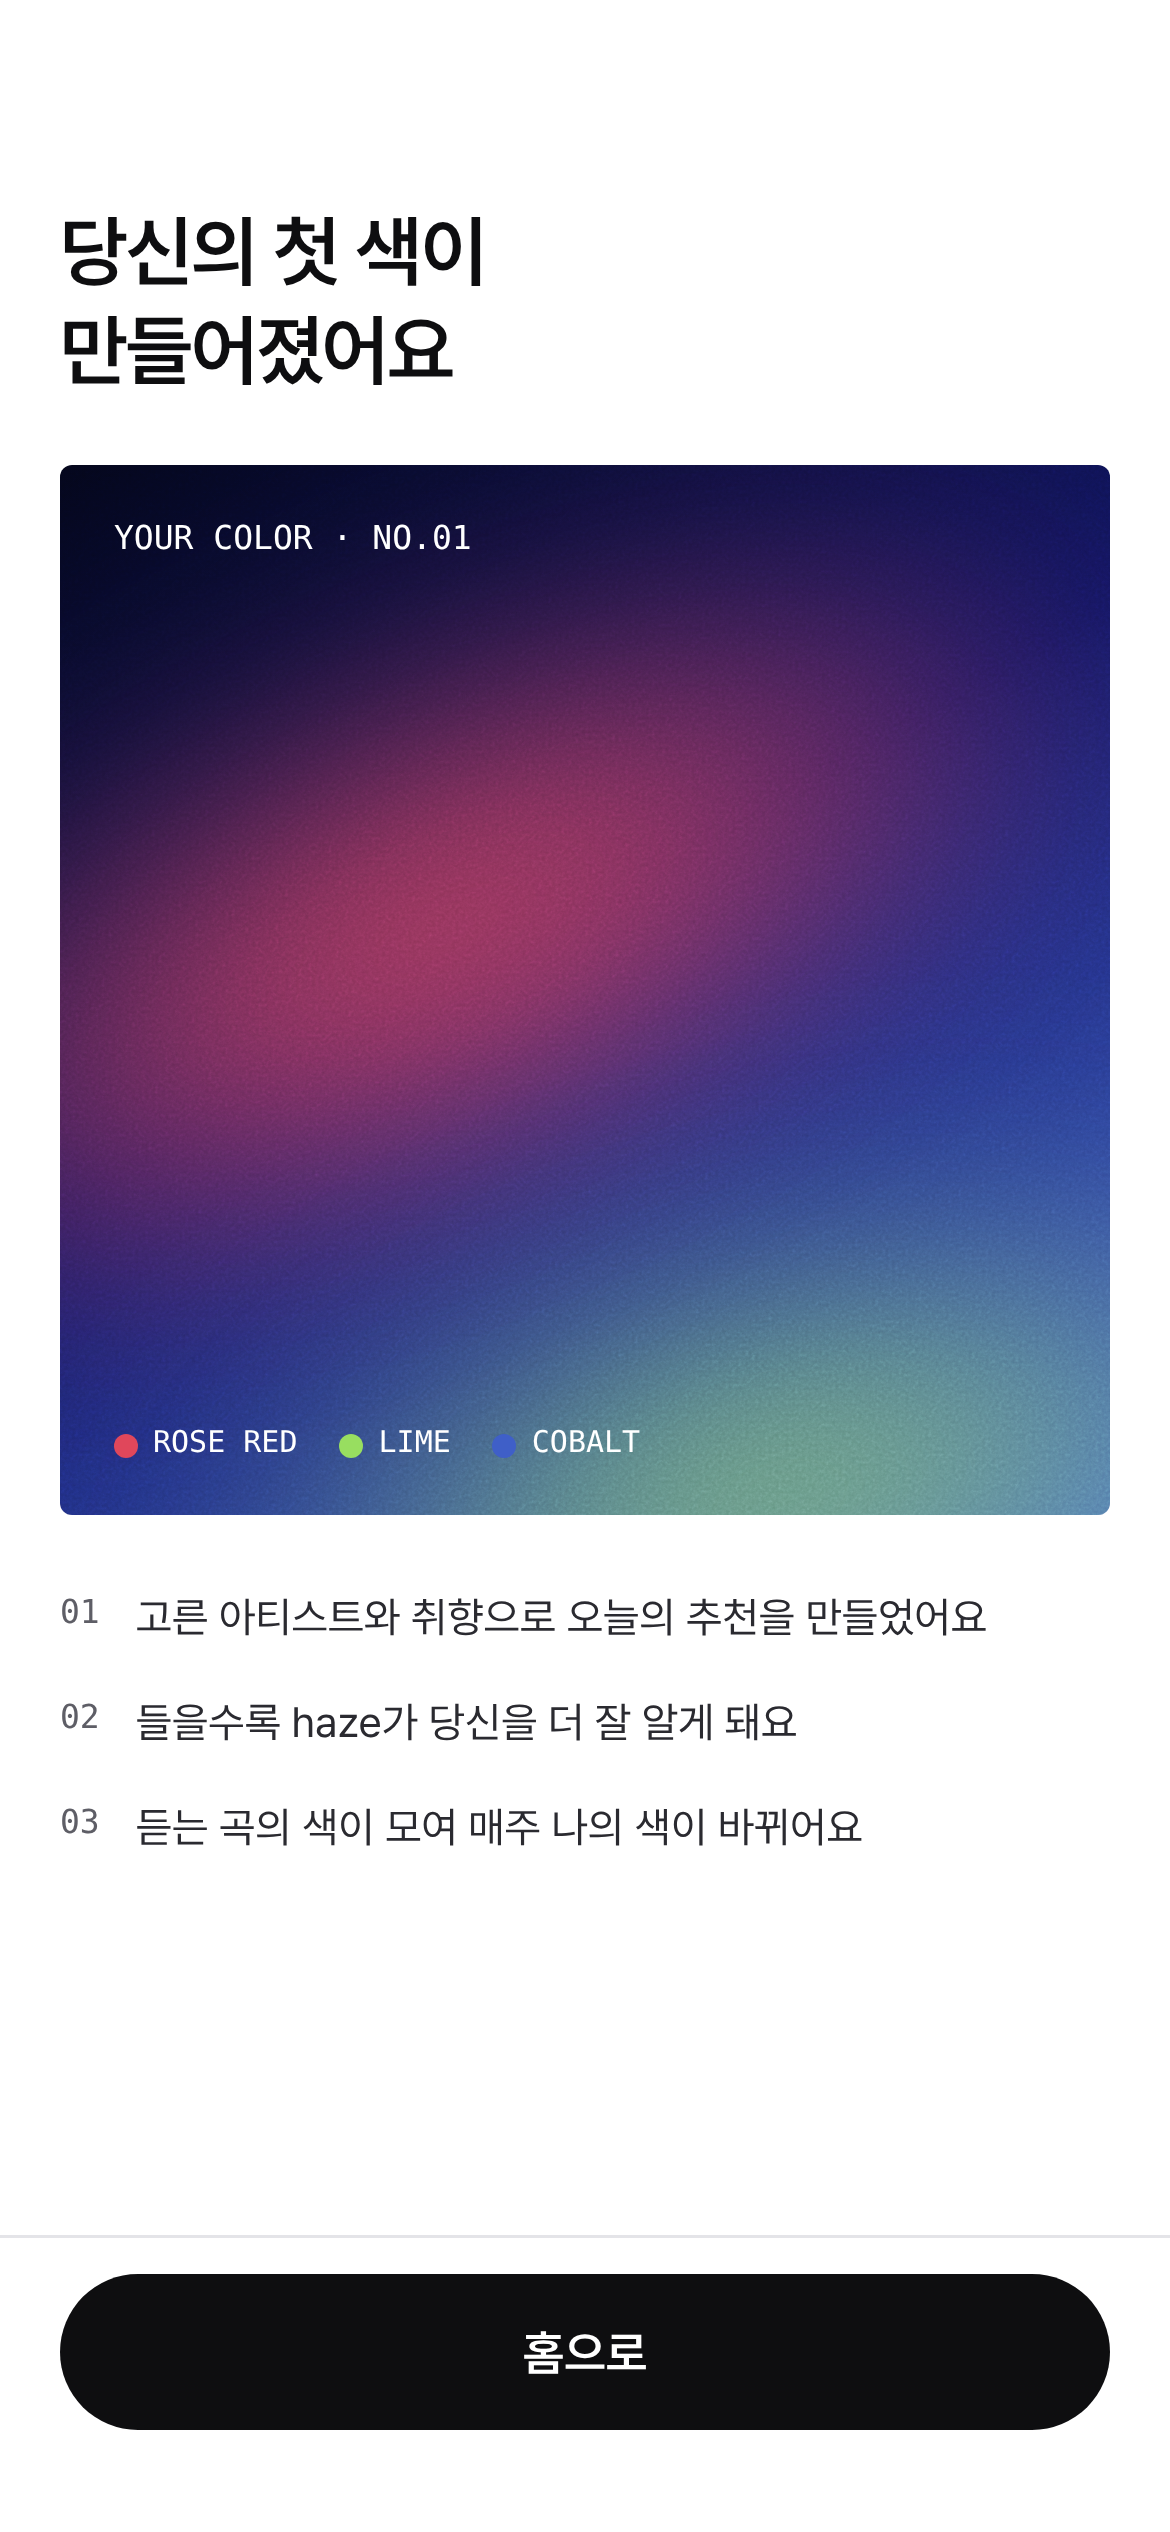 당신의 첫 색이
만들어졌어요
YOUR COLOR · NO.01
ROSE RED LIME COBALT
01 고른 아티스트와 취향으로 오늘의 추천을 만들었어요
02 들을수록 haze가 당신을 더 잘 알게 돼요
03 듣는 곡의 색이 모여 매주 나의 색이 바뀌어요
홈으로